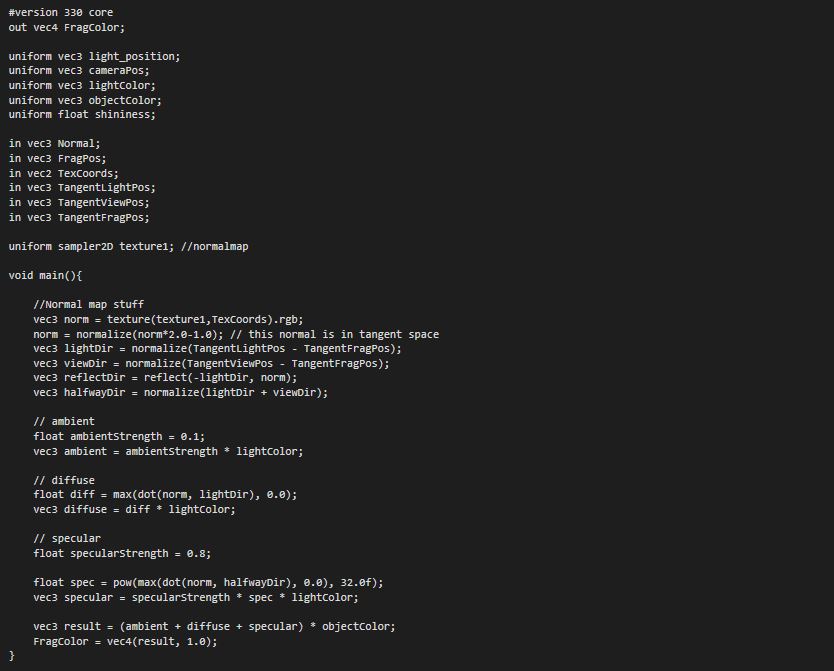 #version 330 core
out vec4 FragColor;

uniform vec3 light_position;
uniform vec3 cameraPos;
uniform vec3 lightColor;
uniform vec3 objectColor;
uniform float shininess;

in vec3 Normal;
in vec3 FragPos;
in vec2 TexCoords;
in vec3 TangentLightPos;
in vec3 TangentViewPos;
in vec3 TangentFragPos;

uniform sampler2D texture1; //normalmap

void main(){

    //Normal map stuff
    vec3 norm = texture(texture1,TexCoords).rgb;
    norm = normalize(norm*2.0-1.0); // this normal is in tangent space
    vec3 lightDir = normalize(TangentLightPos - TangentFragPos);
    vec3 viewDir = normalize(TangentViewPos - TangentFragPos);
    vec3 reflectDir = reflect(-lightDir, norm);
    vec3 halfwayDir = normalize(lightDir + viewDir);

    // ambient
    float ambientStrength = 0.1;
    vec3 ambient = ambientStrength * lightColor;

    // diffuse
    float diff = max(dot(norm, lightDir), 0.0);
    vec3 diffuse = diff * lightColor;

    // specular
    float specularStrength = 0.8;

    float spec = pow(max(dot(norm, halfwayDir), 0.0), 32.0f);
    vec3 specular = specularStrength * spec * lightColor;

    vec3 result = (ambient + diffuse + specular) * objectColor;
    FragColor = vec4(result, 1.0);
}